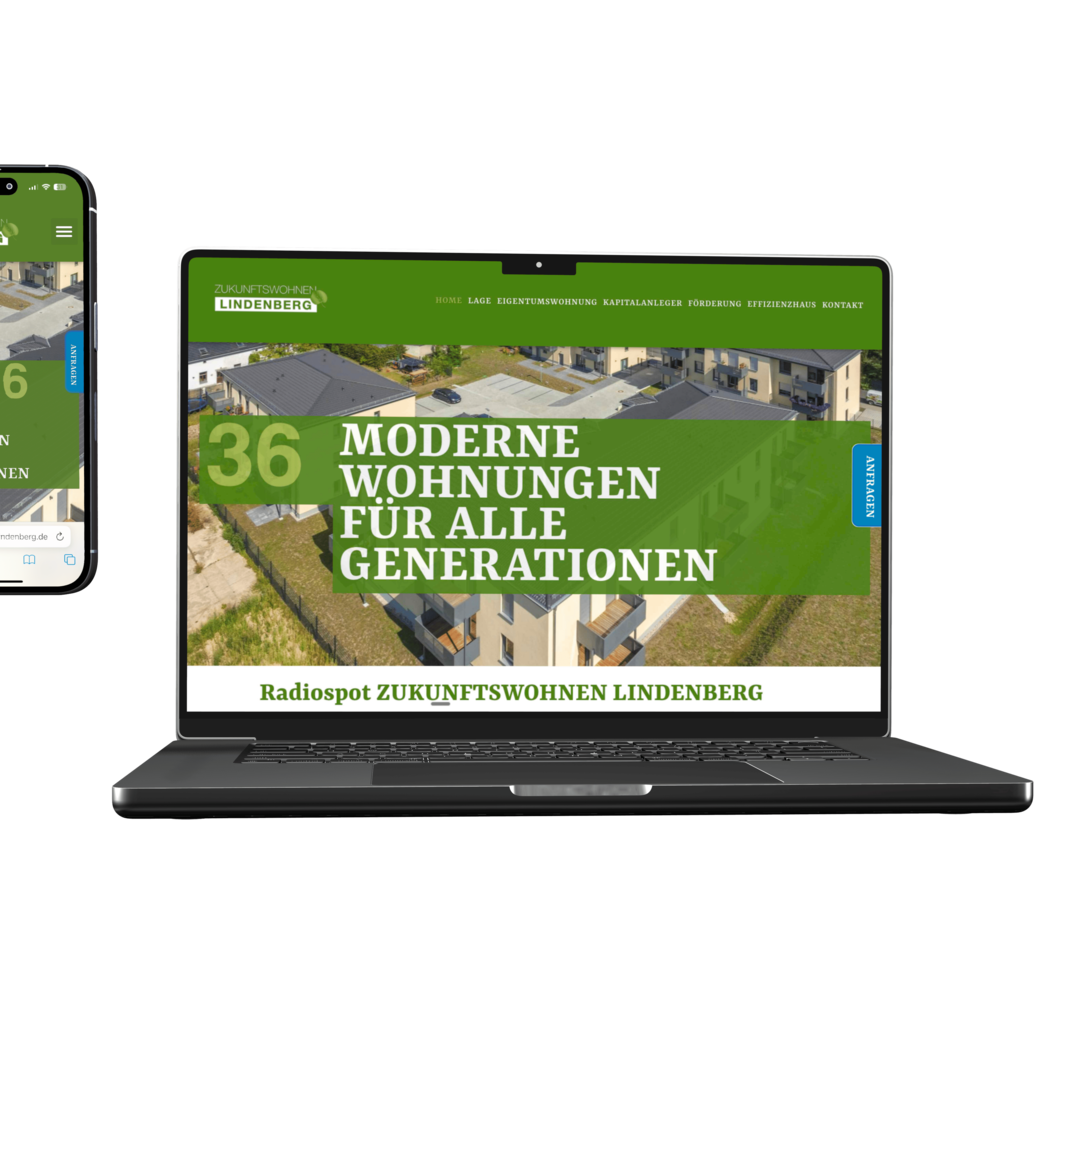 6
ANFRAGEN
N
NEN
ndenberg.de
ZUKUNFTSWOHNEN
LINDENBERG
HOME LAGE EIGENTUMSWOHNUNG KAPITALANLEGER FÖRDERUNG EFFIZIENZHAUS KONTAKT
36 MODERNE
WOHNUNGEN
FÜR ALLE
GENERATIONEN
ANFRAGEN
Radiospot ZUKUNFTSWOHNEN LINDENBERG